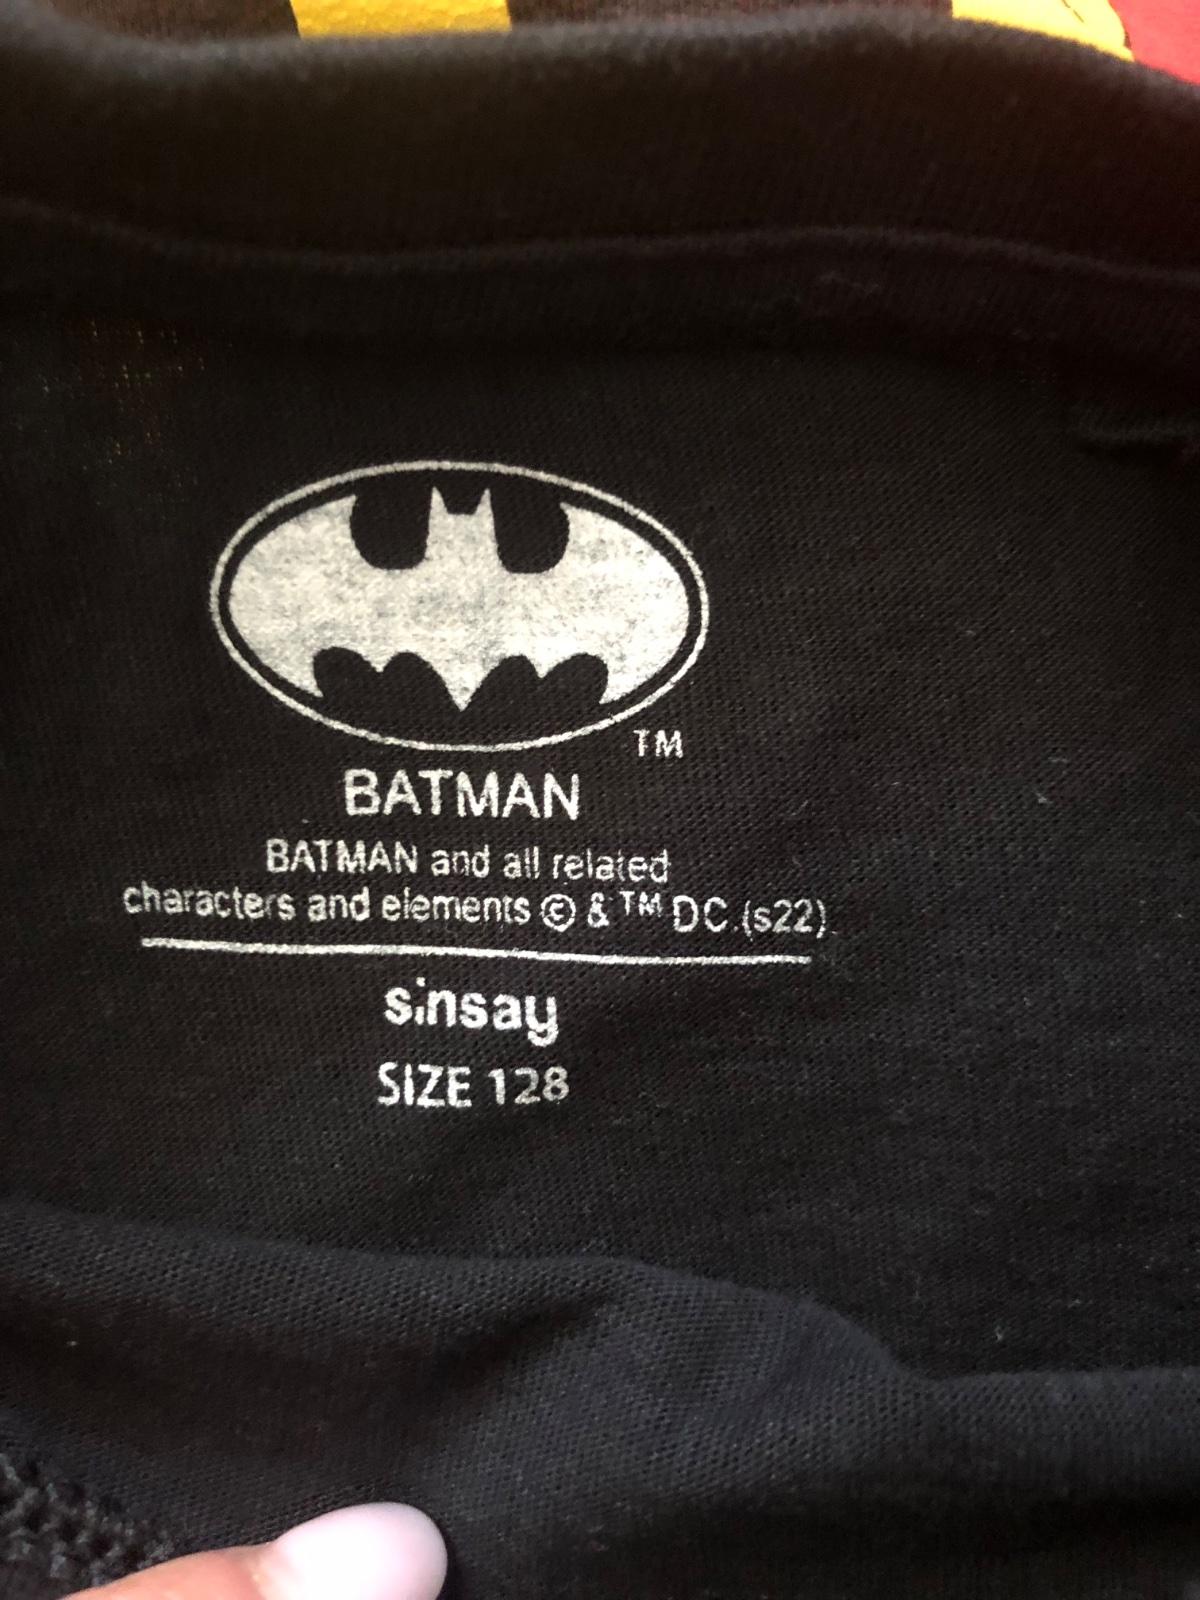 TM
BATMAN
BATMAN and all related
characters and elements © & TM DC. (s22)
sinsay
SIZE 128